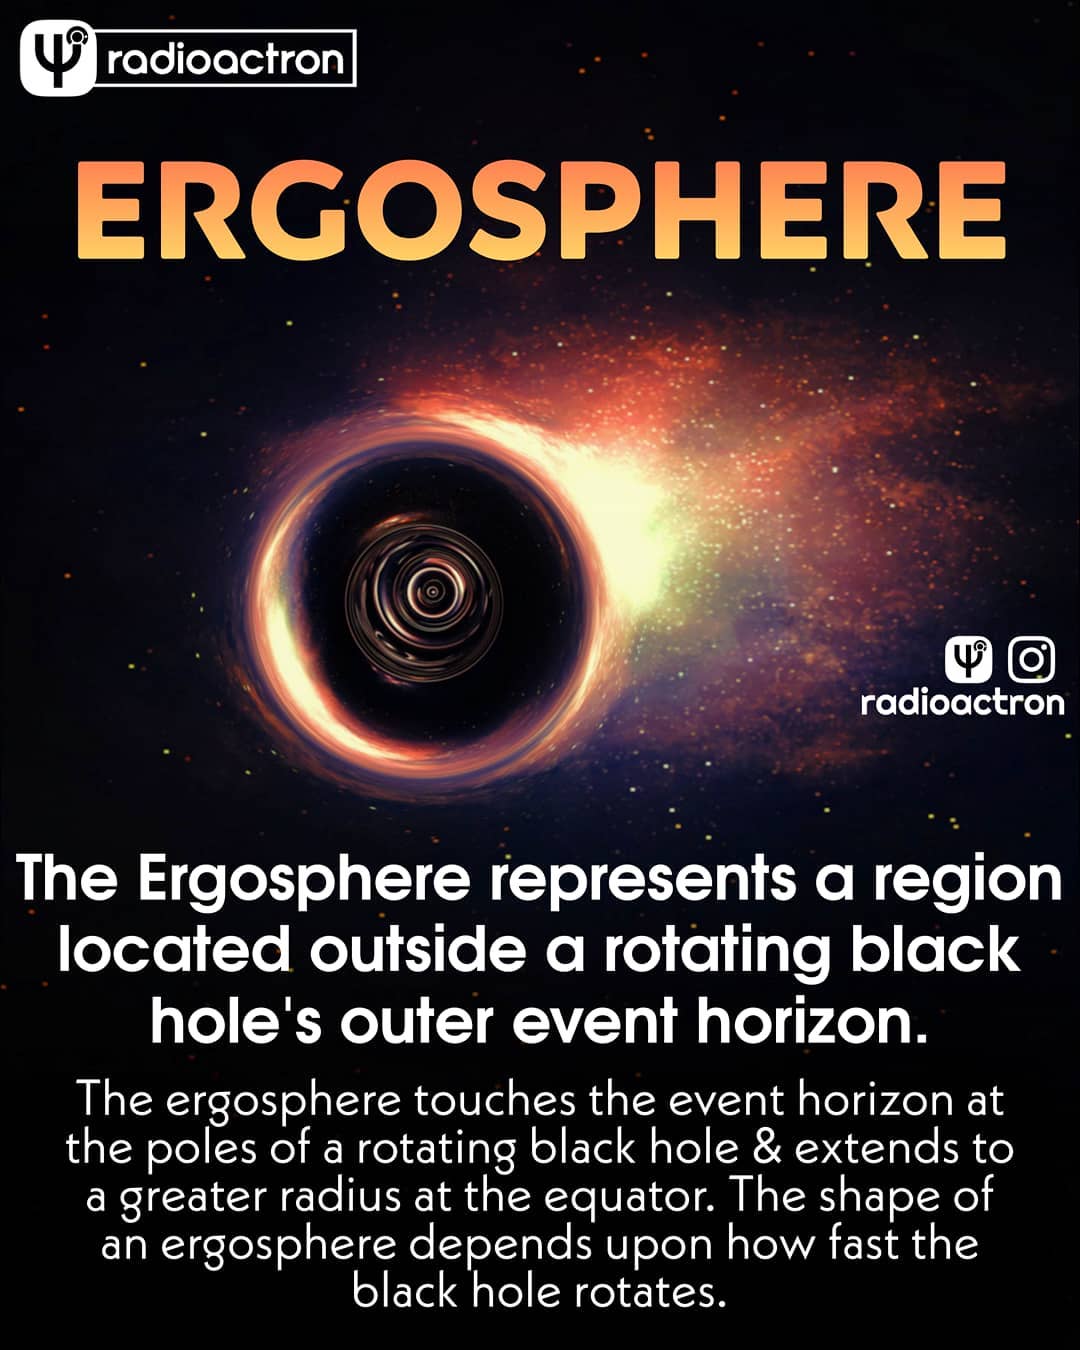 radioactron
ERGOSPHERE
radioactron
The Ergosphere represents a region
located outside a rotating black
hole's outer event horizon.
The ergosphere touches the event horizon at
the poles of a rotating black hole & extends to
a greater radius at the equator. The shape of
an ergosphere depends upon how fast the
black hole rotates.